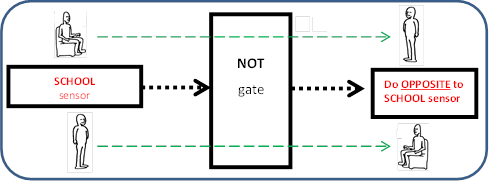 SCHOOL
sensor
NOT
gate
Do OPPOSITE to
SCHOOL sensor